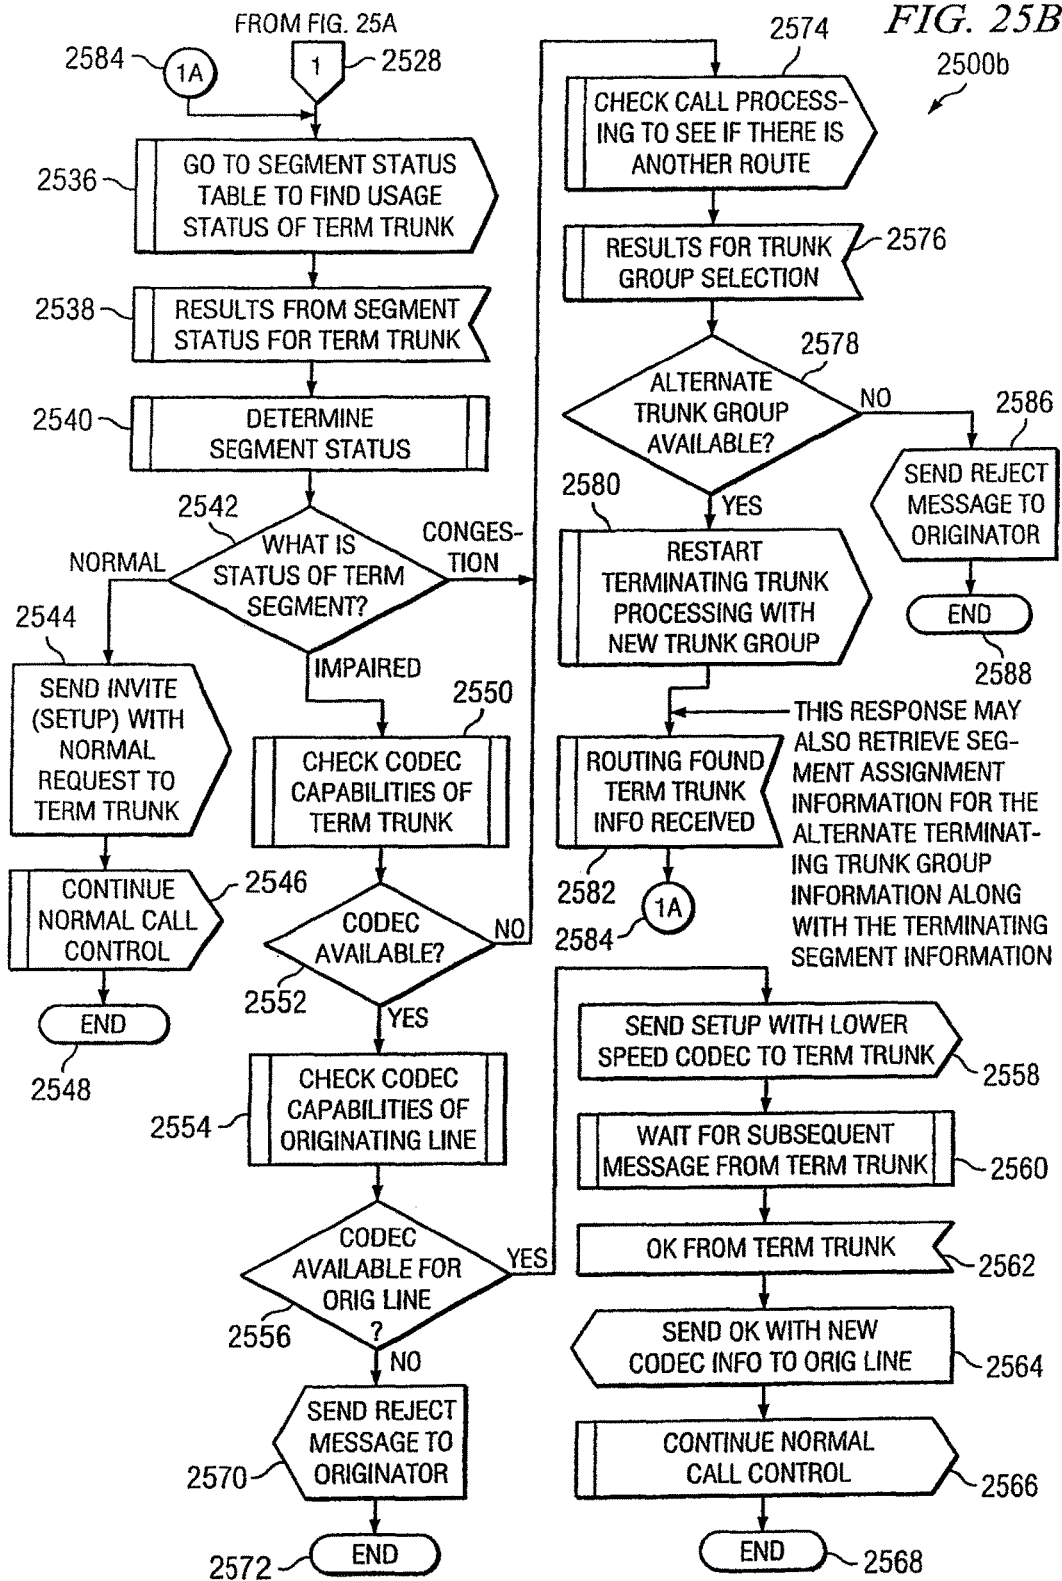 FIG. 25B
2500b
FROM FIG. 25A
2584
1A
1
2528
2536
GO TO SEGMENT STATUS
TABLE TO FIND USAGE
STATUS OF TERM TRUNK
2538
RESULTS FROM SEGMENT
STATUS FOR TERM TRUNK
2540
DETERMINE
SEGMENT STATUS
2542
WHAT IS
STATUS OF TERM
SEGMENT?
NORMAL
CONGES-
TION
IMPAIRED
2544
SEND INVITE
(SETUP) WITH
NORMAL
REQUEST TO
TERM TRUNK
2546
CONTINUE
NORMAL CALL
CONTROL
END
2548
2550
CHECK CODEC
CAPABILITIES OF
TERM TRUNK
CODEC
AVAILABLE?
2552
NO
YES
2554
CHECK CODEC
CAPABILITIES OF
ORIGINATING LINE
CODEC
AVAILABLE FOR
ORIG LINE
?
2556
YES
NO
SEND REJECT
MESSAGE TO
ORIGINATOR
2570
END
2572
2574
CHECK CALL PROCESS-
ING TO SEE IF THERE IS
ANOTHER ROUTE
2576
RESULTS FOR TRUNK
GROUP SELECTION
2578
ALTERNATE
TRUNK GROUP
AVAILABLE?
NO
YES
2586
SEND REJECT
MESSAGE TO
ORIGINATOR
END
2588
2580
RESTART
TERMINATING TRUNK
PROCESSING WITH
NEW TRUNK GROUP
ROUTING FOUND
TERM TRUNK
INFO RECEIVED
2582
1A
2584
THIS RESPONSE MAY
ALSO RETRIEVE SEG-
MENT ASSIGNMENT
INFORMATION FOR THE
ALTERNATE TERMINAT-
ING TRUNK GROUP
INFORMATION ALONG
WITH THE TERMINATING
SEGMENT INFORMATION
SEND SETUP WITH LOWER
SPEED CODEC TO TERM TRUNK
2558
WAIT FOR SUBSEQUENT
MESSAGE FROM TERM TRUNK
2560
OK FROM TERM TRUNK
2562
SEND OK WITH NEW
CODEC INFO TO ORIG LINE
2564
CONTINUE NORMAL
CALL CONTROL
2566
END
2568